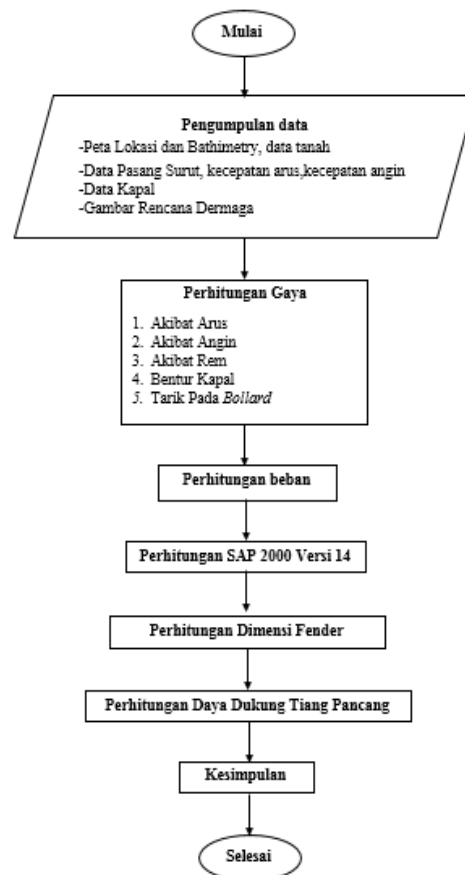 Mulai
Pengumpulan data
-Peta Lokasi dan Bathimetry, data tanah
-Data Pasang Surut, kecepatan arus,kecepatan angin
-Data Kapal
-Gambar Rencana Dermaga
Perhitungan Gaya
1. Akibat Arus
2. Akibat Angin
3. Akibat Rem
4. Bentur Kapal
5. Tarik Pada Bollard
Perhitungan beban
Perhitungan SAP 2000 Versi 14
Perhitungan Dimensi Fender
Perhitungan Daya Dukung Tiang Pancang
Kesimpulan
Selesai